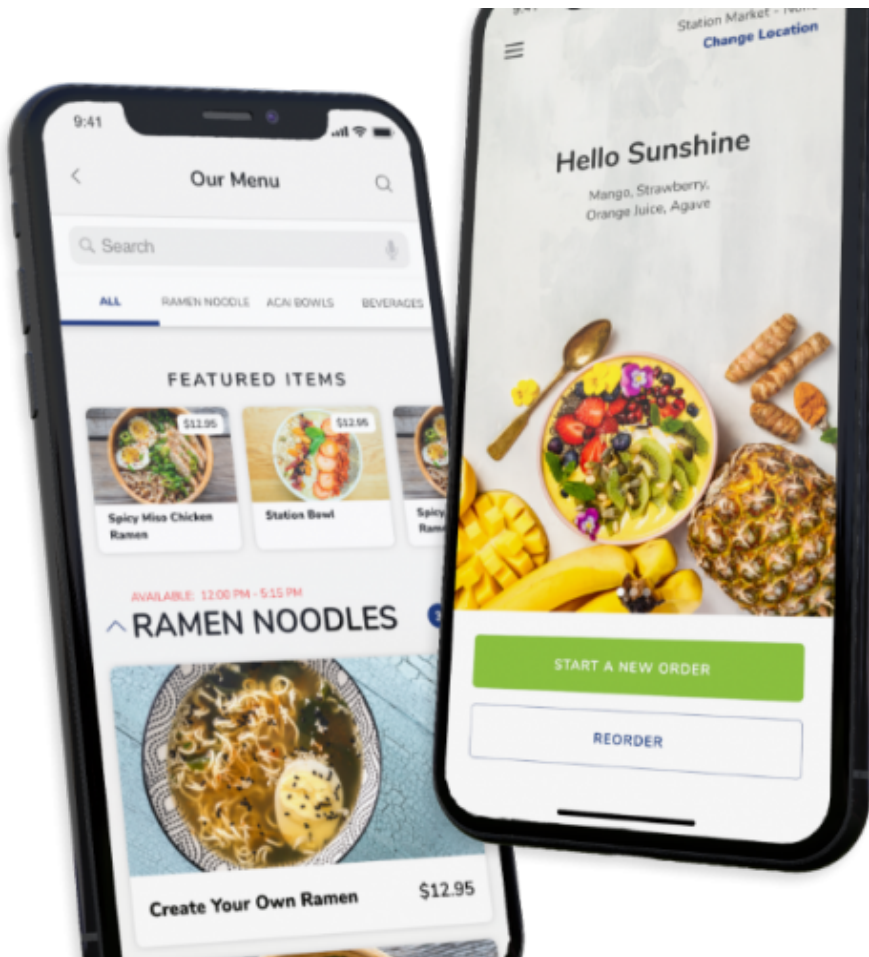 9:41
Our Menu
Search
ALL RAMEN NOODLE ACAI BOWLS BEVERAGES
FEATURED ITEMS
$12.95
$12.95
Spicy Miso Chicken
Ramen
Station Bowl
Spicy
Rame
AVAILABLE: 12:00 PM - 5:15 PM
RAMEN NOODLES
Create Your Own Ramen
$12.95
Station Market -
Change Location
Hello Sunshine
Mango, Strawberry,
Orange Juice, Agave
START A NEW ORDER
REORDER